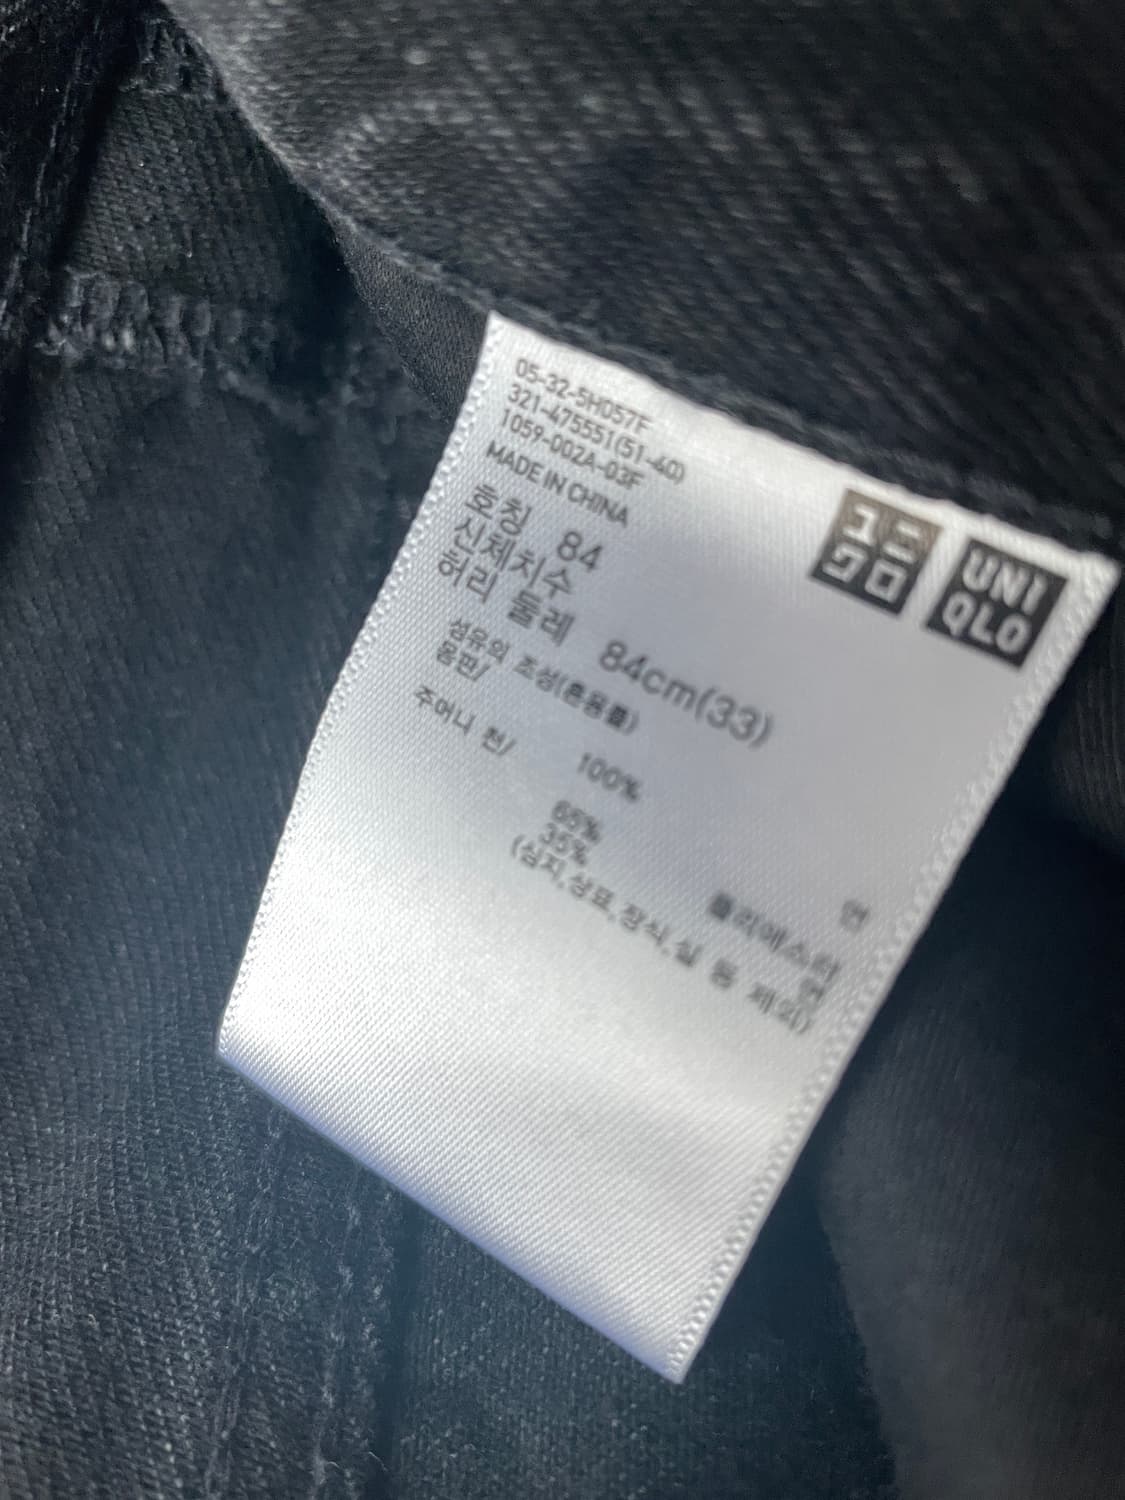 05-32-5H057F
321-475551(51-40)
1059-002A-03F
MADE IN CHINA
ユニ
クロ
UNI
QLO
호칭 84
신체치수
허리 둘레 84cm(33)
섬유의 조성(혼용률)
몸판/
100% 면
주머니 천/
65% 폴리에스터
35% 면
(심지,상표,장식,실 등 제외)